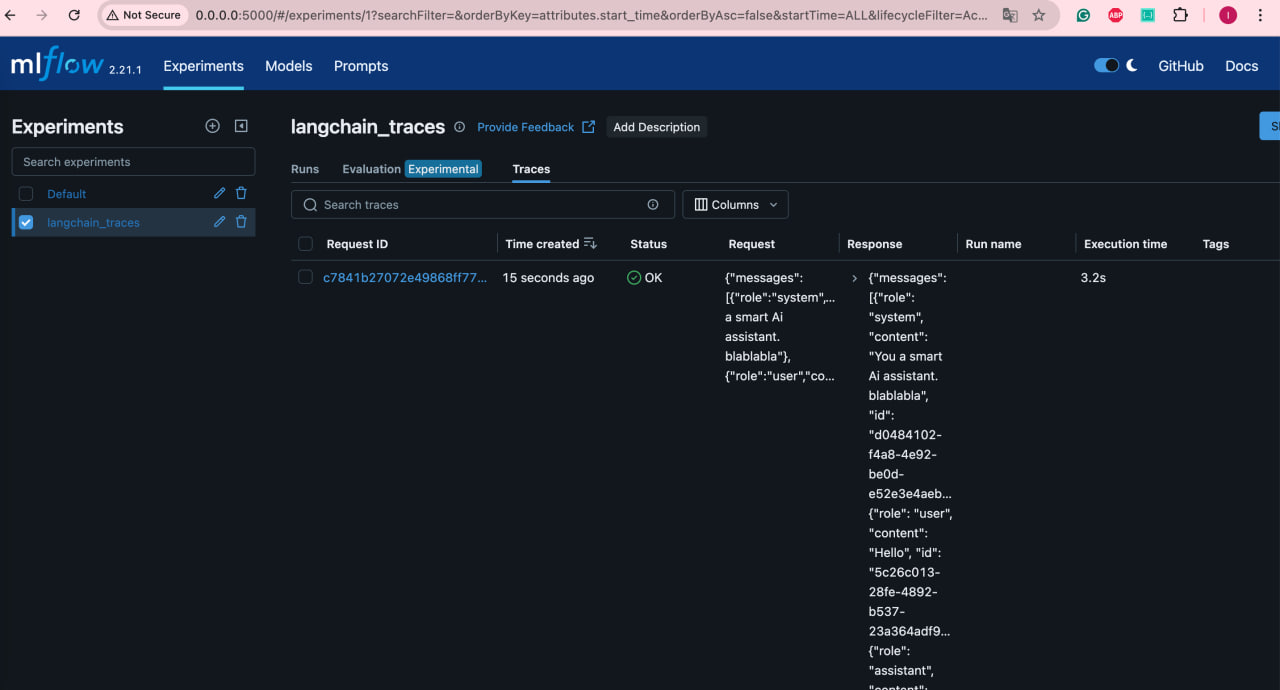 Not Secure 0.0.0.0:5000/#/experiments/1?searchFilter=&orderByKey=attributes.start_time&orderByAsc=false&startTime=ALL&lifecycleFilter=Ac...
ABP
I
mlflow 2.21.1 Experiments Models Prompts GitHub Docs
Experiments
langchain_traces Provide Feedback Add Description
Search experiments
Default
langchain_traces
Runs Evaluation Experimental Traces
Search traces Columns
Request ID Time created Status Request Response Run name Execution time Tags
c7841b27072e49868ff77... 15 seconds ago OK 3.2s
{"messages":
[{"role":"system",...
a smart Ai
assistant.
blablabla"},
{"role":"user","co...
{"messages":
[{"role":
"system",
"content":
"You a smart
Ai assistant.
blablabla",
"id":
"d0484102-
f4a8-4e92-
be0d-
e52e3e4aeb...
{"role": "user",
"content":
"Hello", "id":
"5c26c013-
28fe-4892-
b537-
23a364adf9...
{"role":
"assistant",
"content":